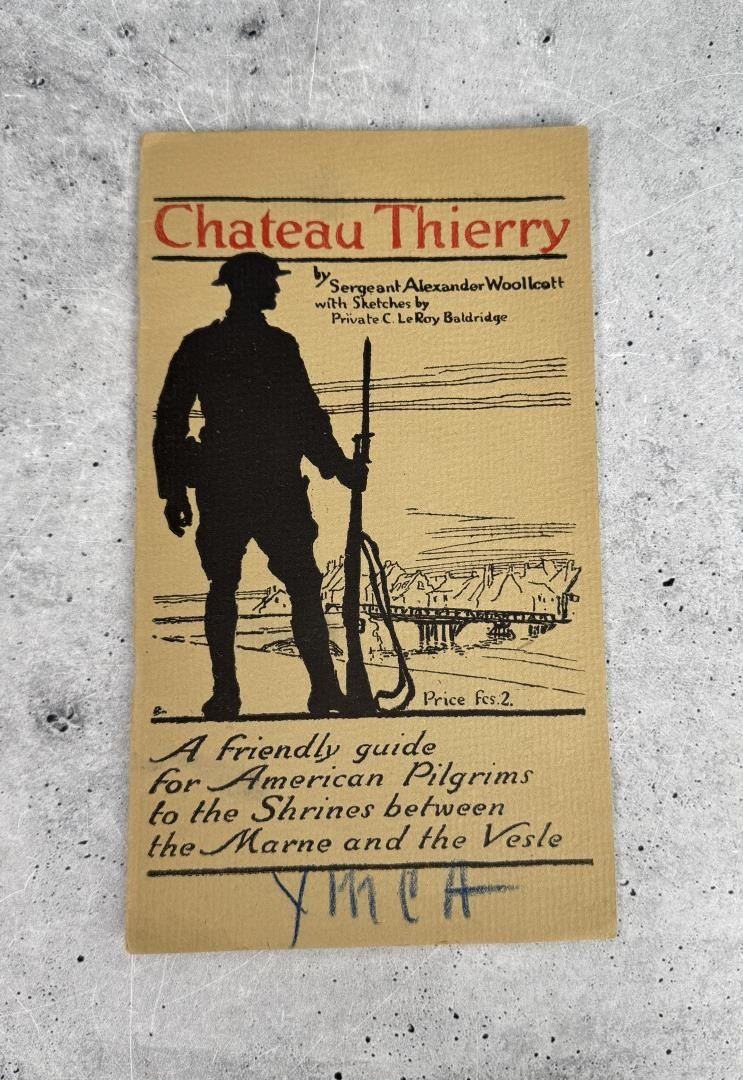 Chateau Thierry
by
Sergeant Alexander Woollcott
with Sketches by
Private C. LeRoy Baldridge
Price fcs. 2.
A friendly guide
for American Pilgrims
to the Shrines between
the Marne and the Vesle
YMCA